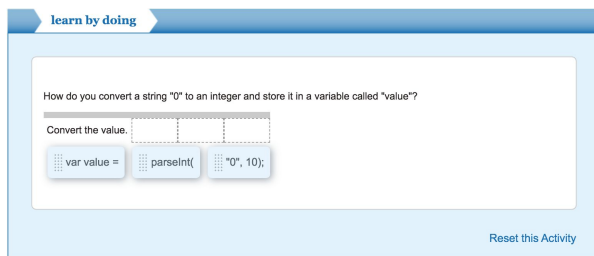 learn by doing
How do you convert a string "0" to an integer and store it in a variable called "value"?
Convert the value.
var value = parseInt( "0", 10);
Reset this Activity